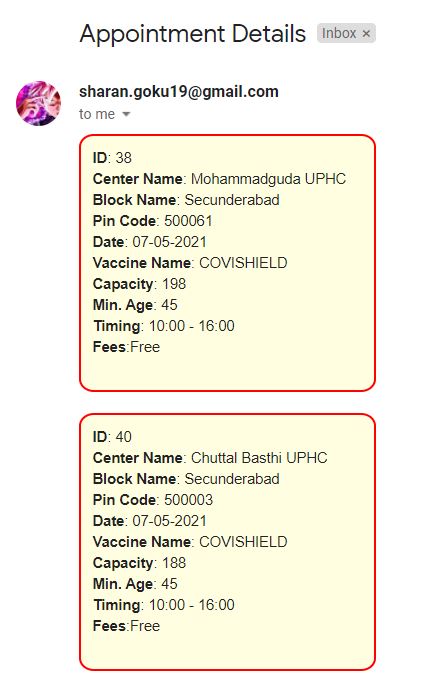 Appointment Details Inbox ×
sharan.goku19@gmail.com
to me
ID: 38
Center Name: Mohammadguda UPHC
Block Name: Secunderabad
Pin Code: 500061
Date: 07-05-2021
Vaccine Name: COVISHIELD
Capacity: 198
Min. Age: 45
Timing: 10:00 - 16:00
Fees:Free
ID: 40
Center Name: Chuttal Basthi UPHC
Block Name: Secunderabad
Pin Code: 500003
Date: 07-05-2021
Vaccine Name: COVISHIELD
Capacity: 188
Min. Age: 45
Timing: 10:00 - 16:00
Fees:Free